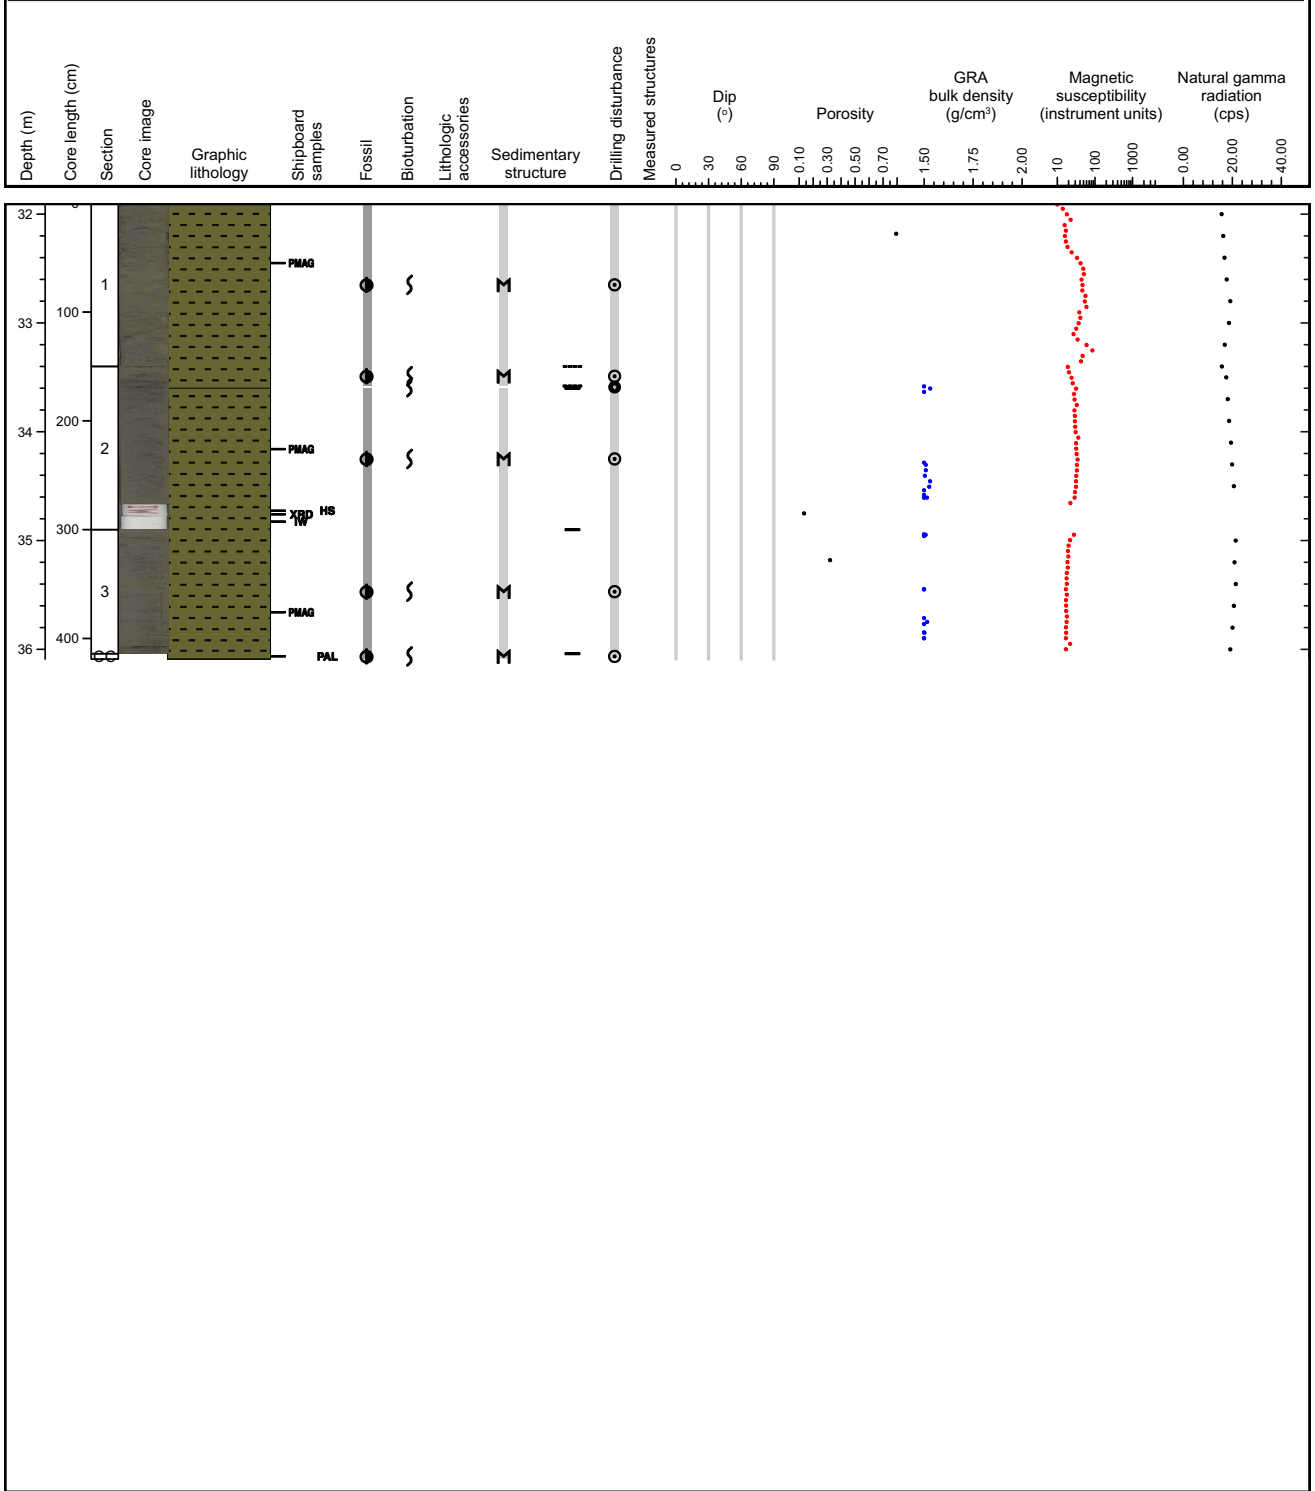 Depth (m)
Core length (cm)
Section
Core image
Graphic
lithology
Shipboard
samples
Fossil
Bioturbation
Lithologic
accessories
Sedimentary
structure
Drilling disturbance
Measured structures
Dip
(o)
0 30 60 90
Porosity
0.10 0.30 0.50 0.70
GRA
bulk density
(g/cm³)
1.50 1.75 2.00
Magnetic
susceptibility
(instrument units)
10 100 1000
Natural gamma
radiation
(cps)
0.00 20.00 40.00
32
PMAG
1
M
100
33
M
200
34
2
PMAG
M
HS
XRD
IW
300
35
3
M
PMAG
400
36
CC
PAL
M